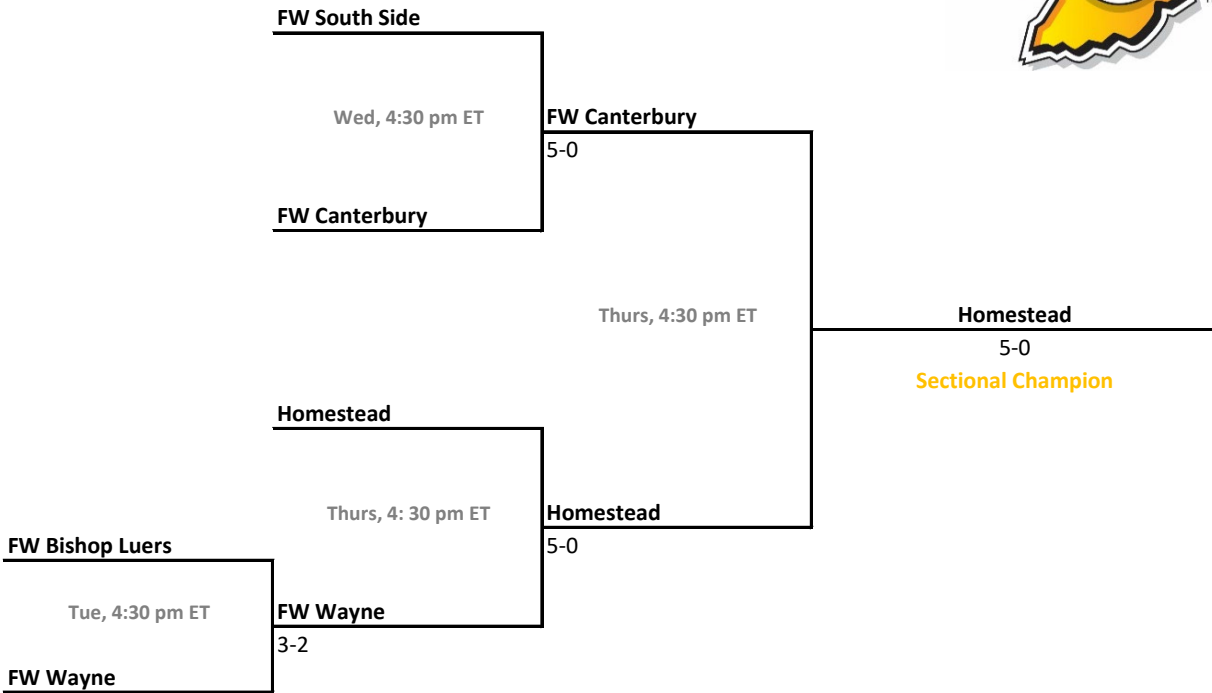 FW South Side
Wed, 4:30 pm ET
FW Canterbury
5-0
FW Canterbury
Thurs, 4:30 pm ET
Homestead
5-0
Sectional Champion
Homestead
Thurs, 4: 30 pm ET
Homestead
5-0
FW Bishop Luers
Tue, 4:30 pm ET
FW Wayne
3-2
FW Wayne